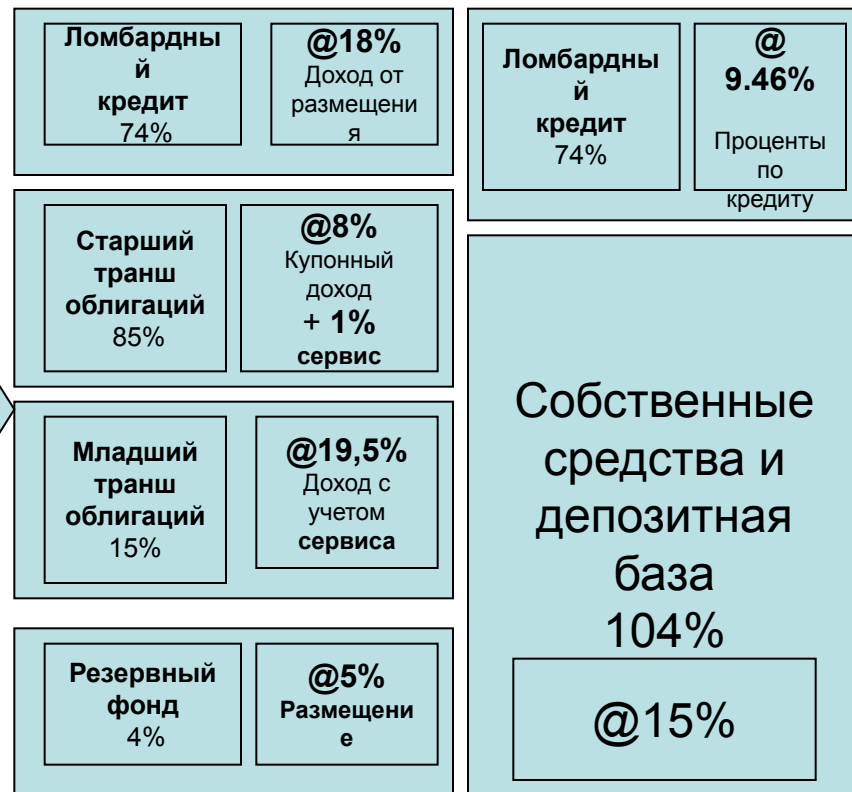 Ломбардны
й
кредит
74%
@18%
Доход от
размещени
я
Старший
транш
облигаций
85%
@8%
Купонный
доход
+ 1%
сервис
Младший
транш
облигаций
15%
@19,5%
Доход с
учетом
сервиса
Резервный
фонд
4%
@5%
Размещени
е
Ломбардны
й
кредит
74%
@
9.46%
Проценты
по
кредиту
Собственные
средства и
депозитная
база
104%
@15%